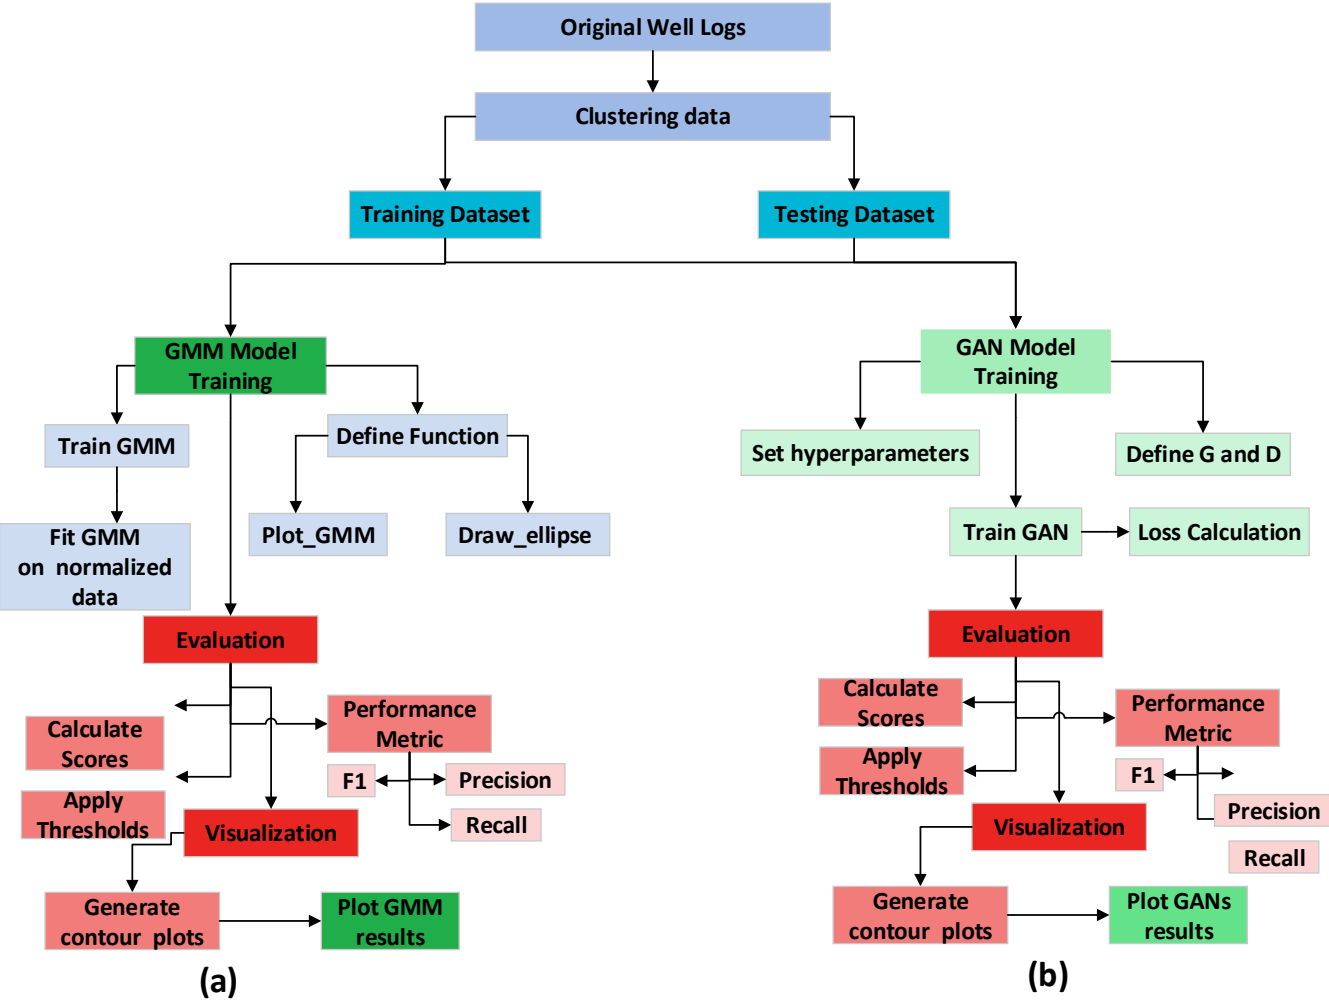 Original Well Logs
Clustering data
Training Dataset
Testing Dataset
GMM Model
Training
Train GMM
Define Function
Fit GMM
on normalized
data
Plot_GMM
Draw_ellipse
Evaluation
Calculate
Scores
Performance
Metric
F1
Precision
Apply
Thresholds
Recall
Visualization
Generate
contour plots
Plot GMM
results
(a)
GAN Model
Training
Set hyperparameters
Define G and D
Train GAN
Loss Calculation
Evaluation
Calculate
Scores
Performance
Metric
Apply
Thresholds
F1
Precision
Recall
Visualization
Generate
contour plots
Plot GANs
results
(b)